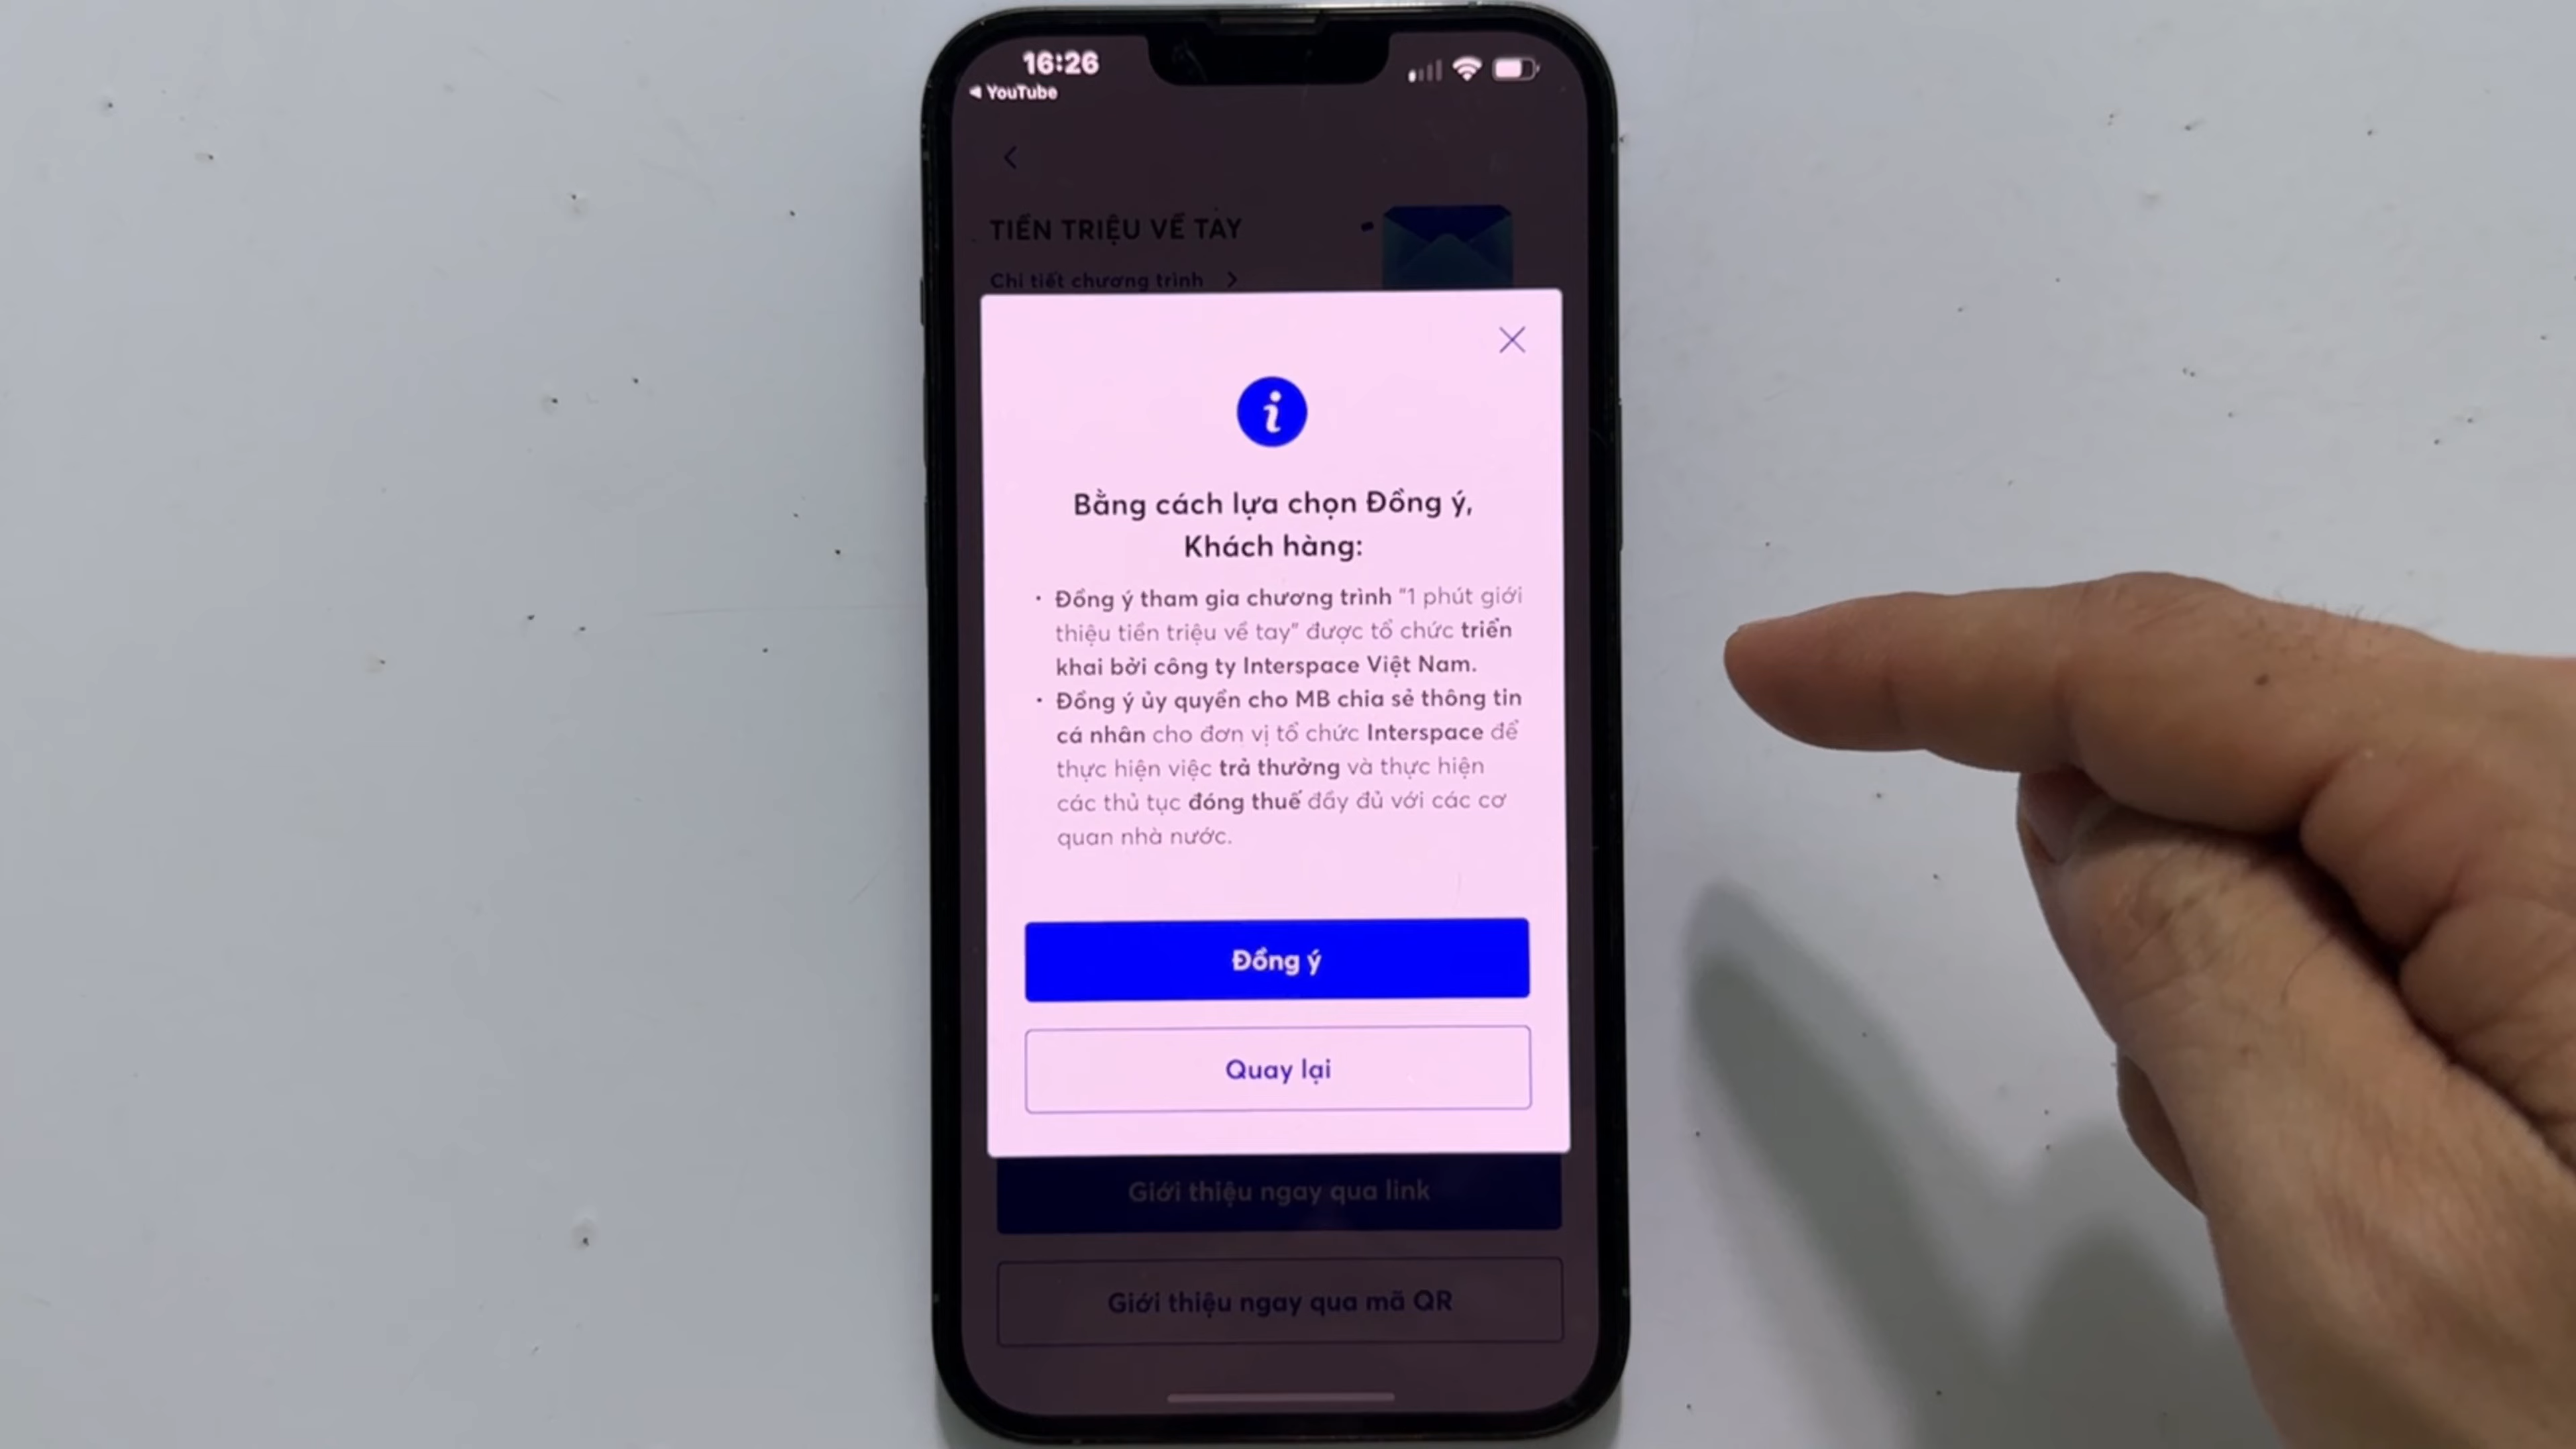 16:26
YouTube
TIỀN TRIỆU VỀ TAY
Chi tiết chương trình
Bằng cách lựa chọn Đồng ý,
Khách hàng:
• Đồng ý tham gia chương trình "1 phút giới
thiệu tiền triệu về tay" được tổ chức triển
khai bởi công ty Interspace Việt Nam.
• Đồng ý ủy quyền cho MB chia sẻ thông tin
cá nhân cho đơn vị tổ chức Interspace để
thực hiện việc trả thưởng và thực hiện
các thủ tục đóng thuế đầy đủ với các cơ
quan nhà nước.
Đồng ý
Quay lại
Giới thiệu ngay qua link
Giới thiệu ngay qua mã QR